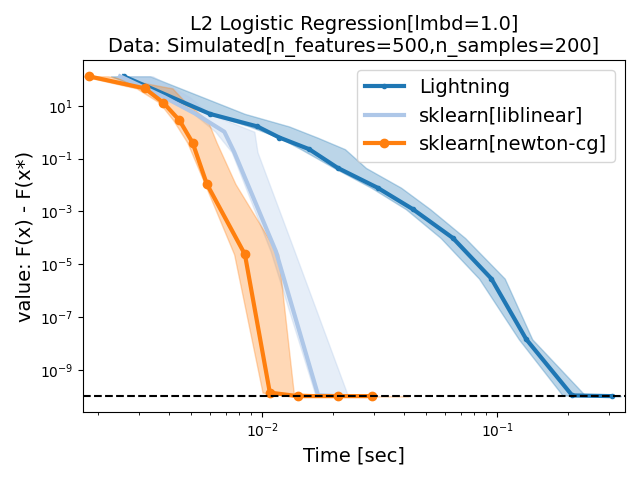 L2 Logistic Regression[lmbd=1.0]
Data: Simulated[n_features=500,n_samples=200]
Lightning
sklearn[liblinear]
sklearn[newton-cg]
value: F(x) - F(x*)
10¹
10⁻¹
10⁻³
10⁻⁵
10⁻⁷
10⁻⁹
10⁻²
10⁻¹
Time [sec]